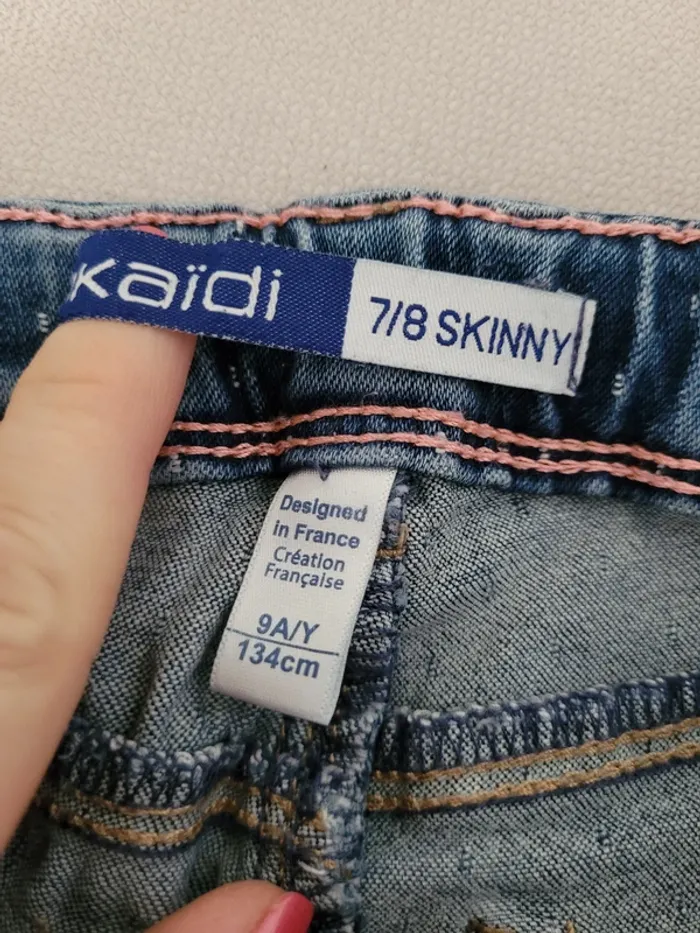 kaïdi
7/8 SKINNY
Designed
in France
Création
Française
9A/Y
134cm